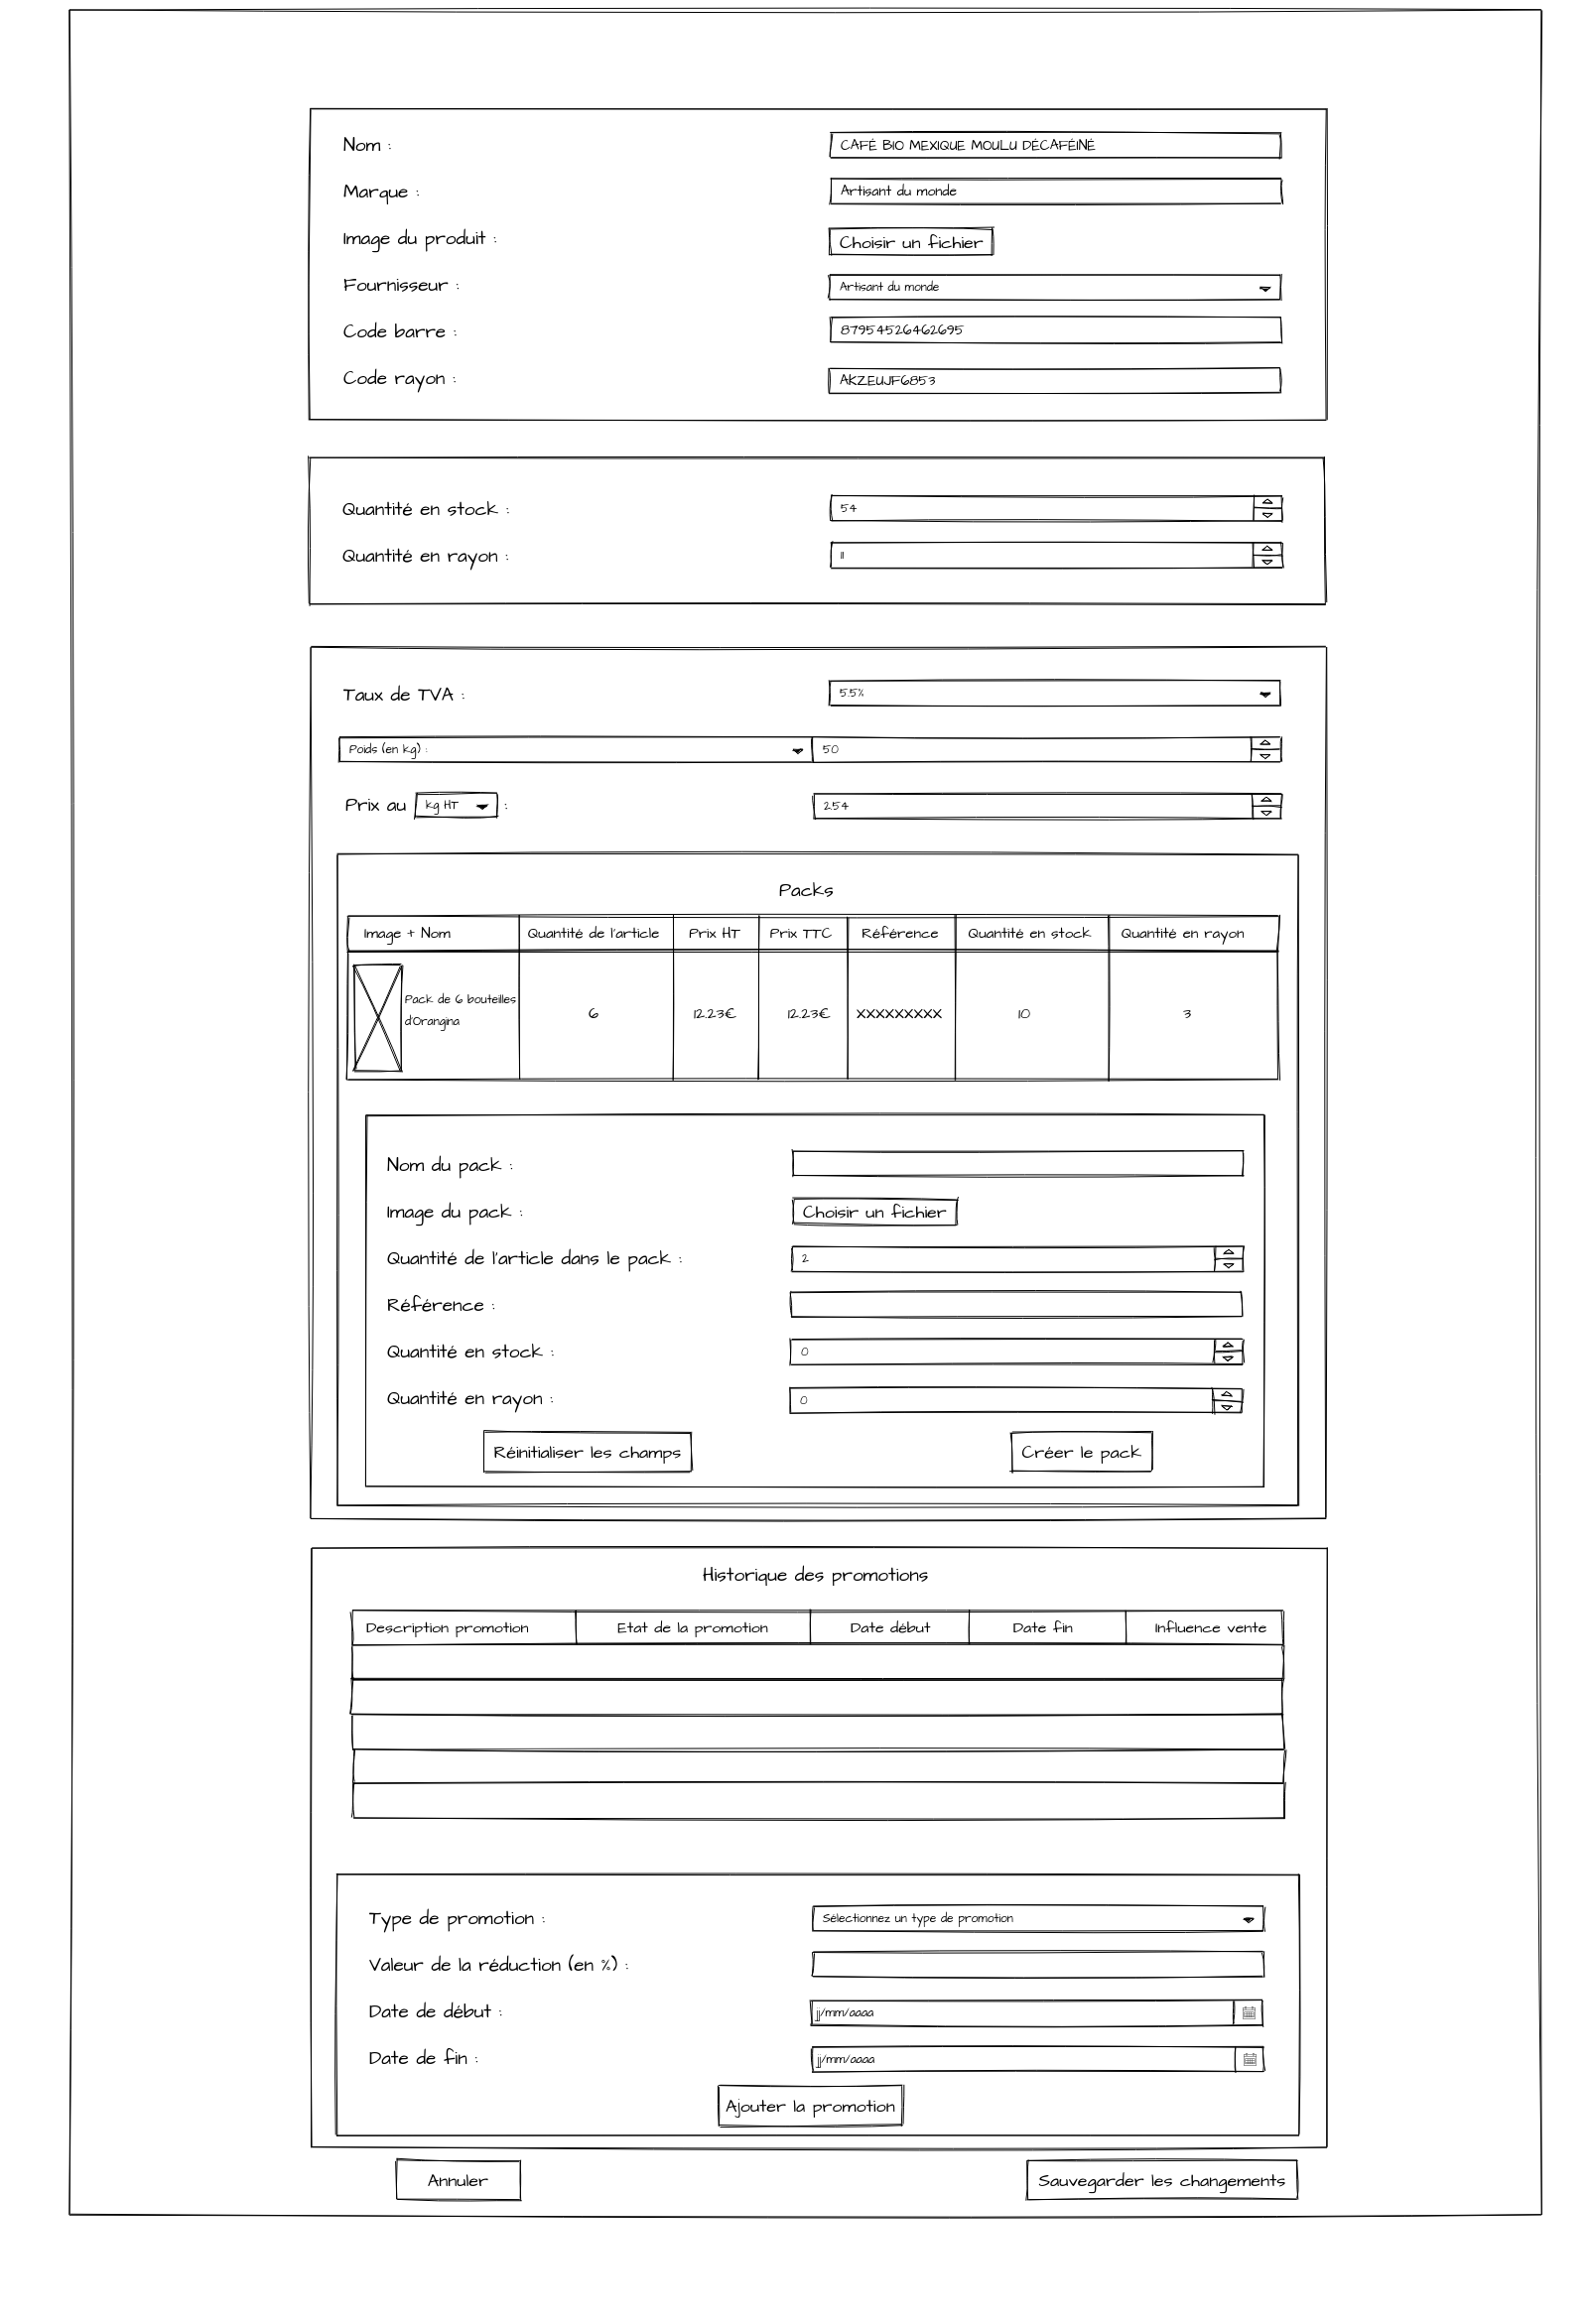 Nom : CAFÉ BIO MEXIQUE MOULU DÉCAFÉINÉ
Marque : Artisant du monde
Image du produit : Choisir un fichier
Fournisseur : Artisant du monde
Code barre : 87954526462695
Code rayon : AKZEUJF6853
Quantité en stock : 54
Quantité en rayon : 11
Taux de TVA : 5.5%
Poids (en kg) : 50
Prix au kg HT : 2.54
Packs
Image + Nom Quantité de l'article Prix HT Prix TTC Référence Quantité en stock Quantité en rayon
Pack de 6 bouteilles
d'Orangina
6 12.23€ 12.23€ XXXXXXXXX 10 3
Nom du pack :
Image du pack : Choisir un fichier
Quantité de l'article dans le pack : 2
Référence :
Quantité en stock : 0
Quantité en rayon : 0
Réinitialiser les champs Créer le pack
Historique des promotions
Description promotion Etat de la promotion Date début Date fin Influence vente
Type de promotion : Sélectionnez un type de promotion
Valeur de la réduction (en %) :
Date de début : jj/mm/aaaa
Date de fin : jj/mm/aaaa
Ajouter la promotion
Annuler Sauvegarder les changements